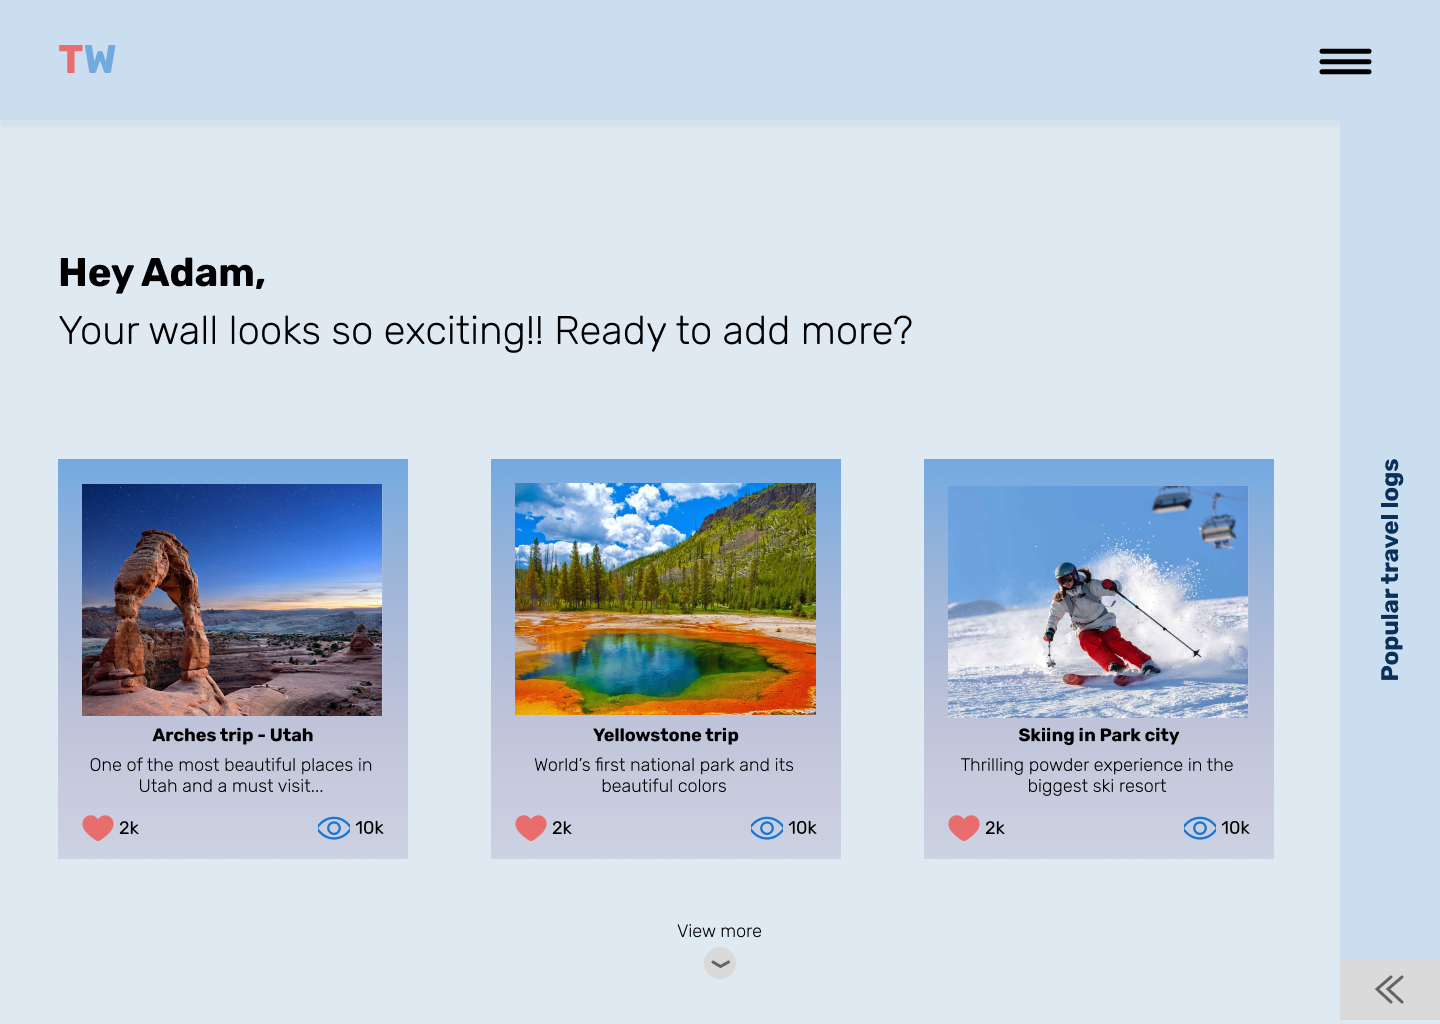 TW
Hey Adam,
Your wall looks so exciting!! Ready to add more?
Arches trip - Utah
One of the most beautiful places in
Utah and a must visit...
2k
10k
Yellowstone trip
World's first national park and its
beautiful colors
2k
10k
Skiing in Park city
Thrilling powder experience in the
biggest ski resort
2k
10k
View more
Popular travel logs